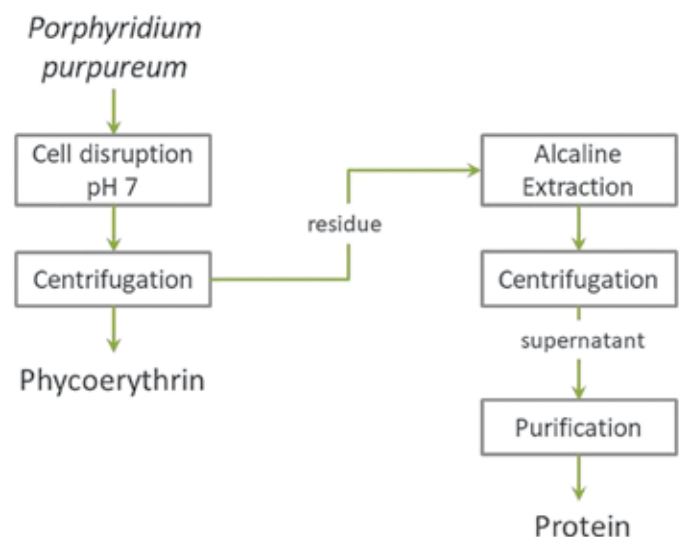 Porphyridium
purpureum
Cell disruption
pH 7
Centrifugation
Phycoerythrin
residue
Alcaline
Extraction
Centrifugation
supernatant
Purification
Protein